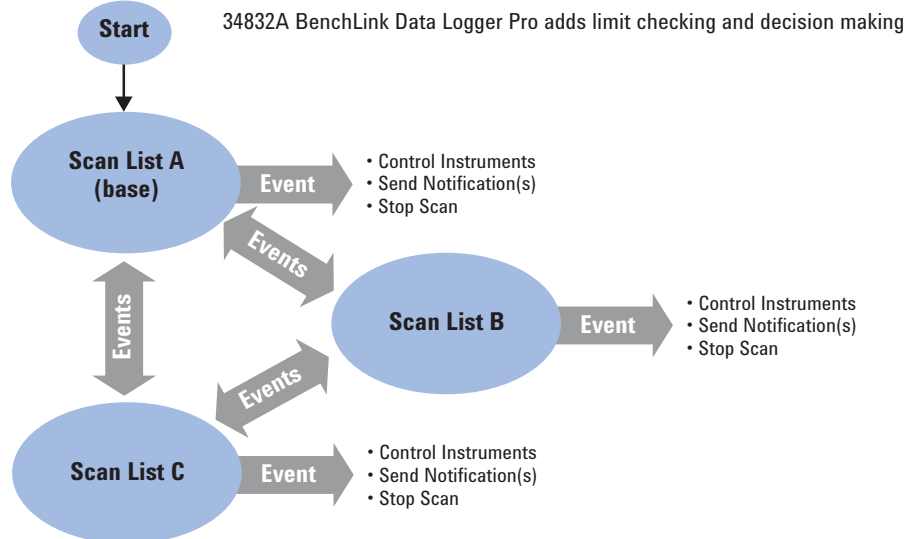 34832A BenchLink Data Logger Pro adds limit checking and decision making
Start
Scan List A
(base)
Event
• Control Instruments
• Send Notification(s)
• Stop Scan
Events
Events
Scan List B
Event
• Control Instruments
• Send Notification(s)
• Stop Scan
Events
Scan List C
Event
• Control Instruments
• Send Notification(s)
• Stop Scan